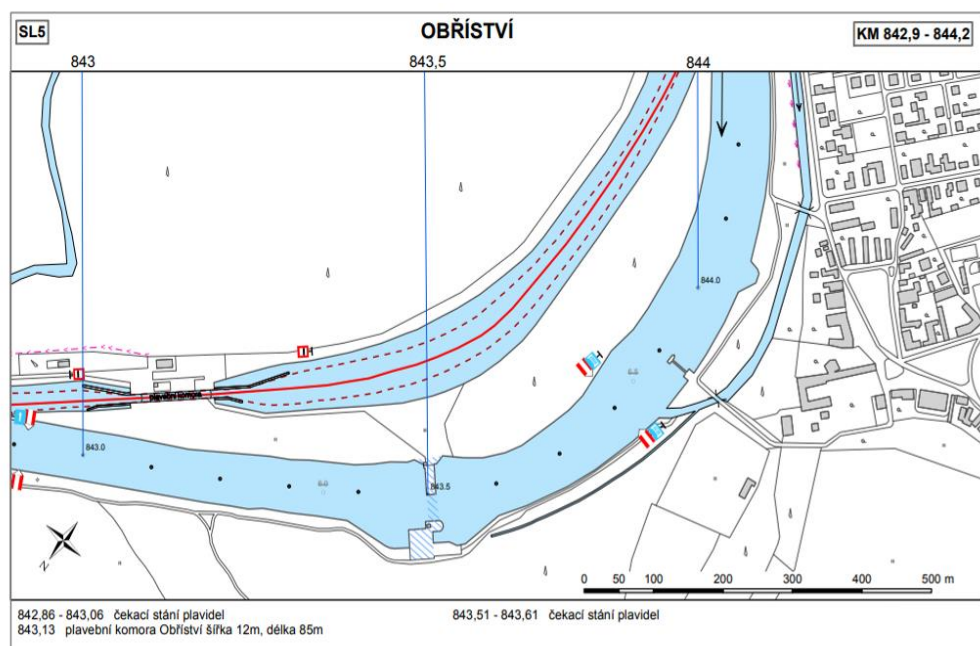 SL5
OBŘÍSTVÍ
KM 842,9 - 844,2
843
843,5
844
844.0
plavební komora
843.0
843.5
N
0 50 100 200 300 400 500 m
842,86 - 843,06 čekací stání plavidel
843,13 plavební komora Obříství šířka 12m, délka 85m
843,51 - 843,61 čekací stání plavidel